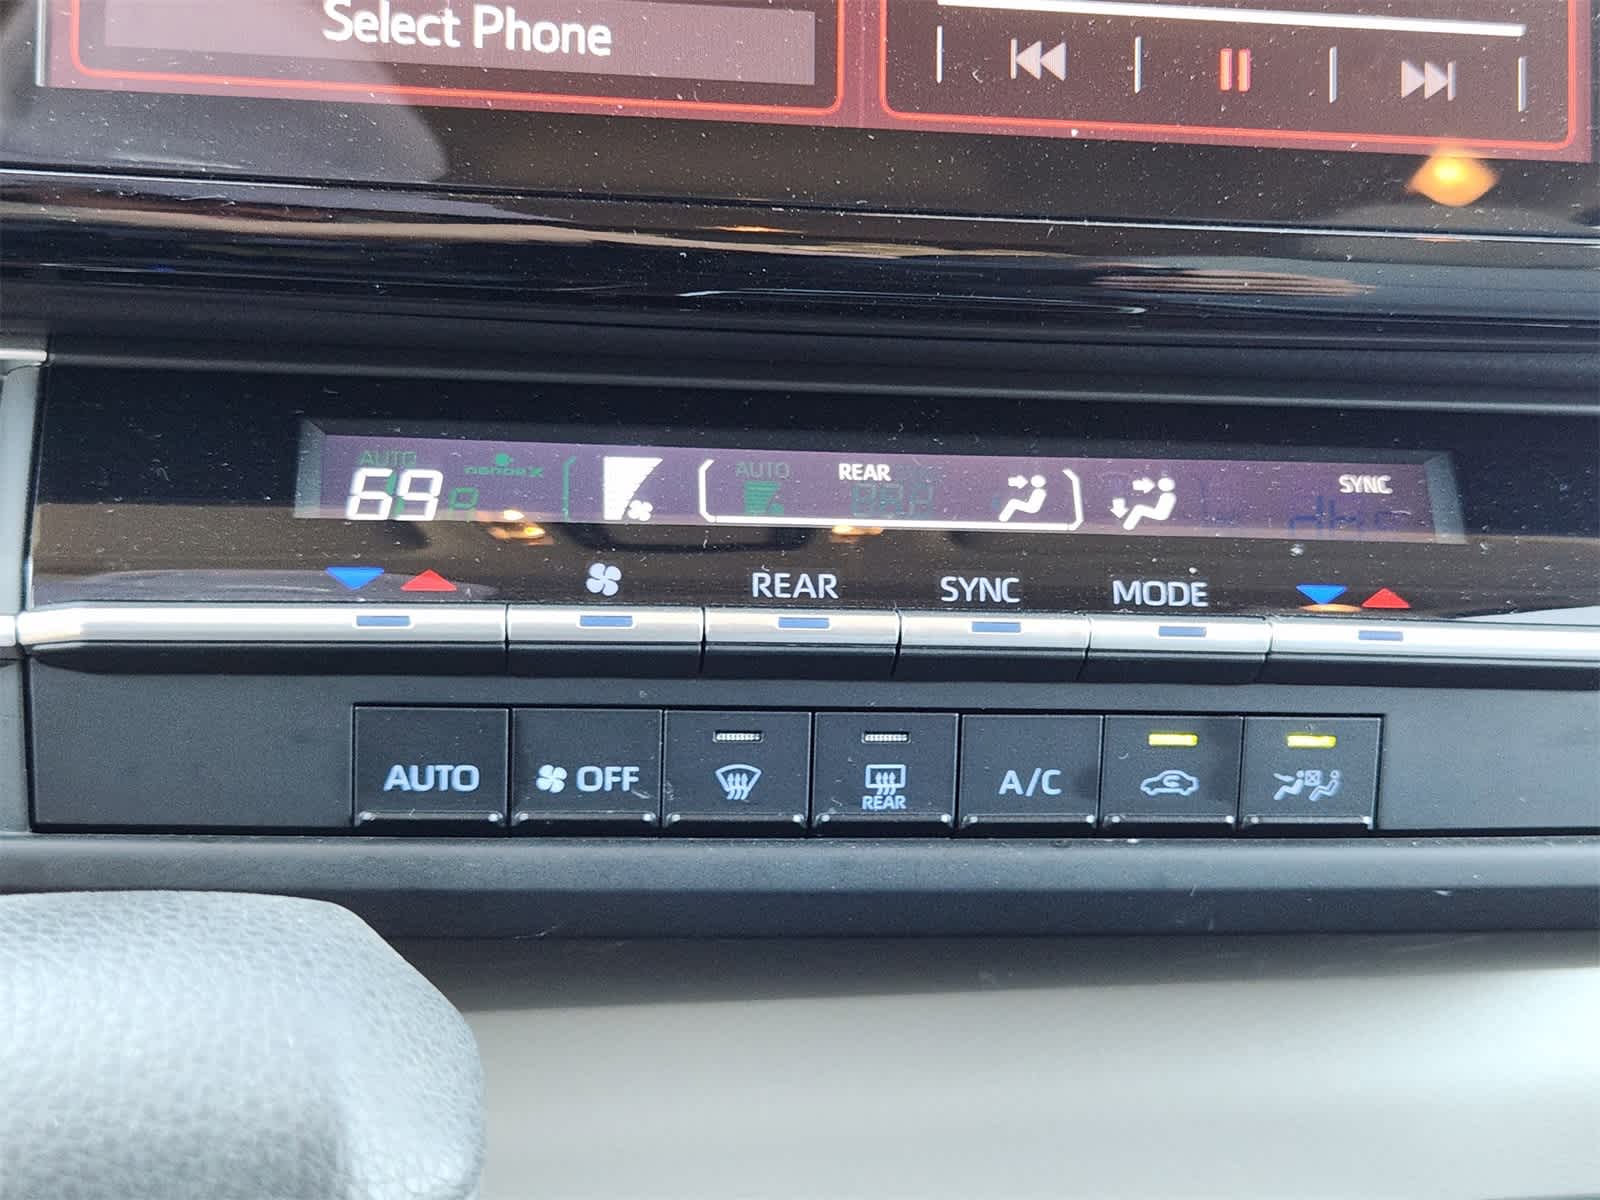 Select Phone
AUTO
69
nanoe X
AUTO
REAR
SYNC
REAR
SYNC
MODE
AUTO
OFF
REAR
A/C